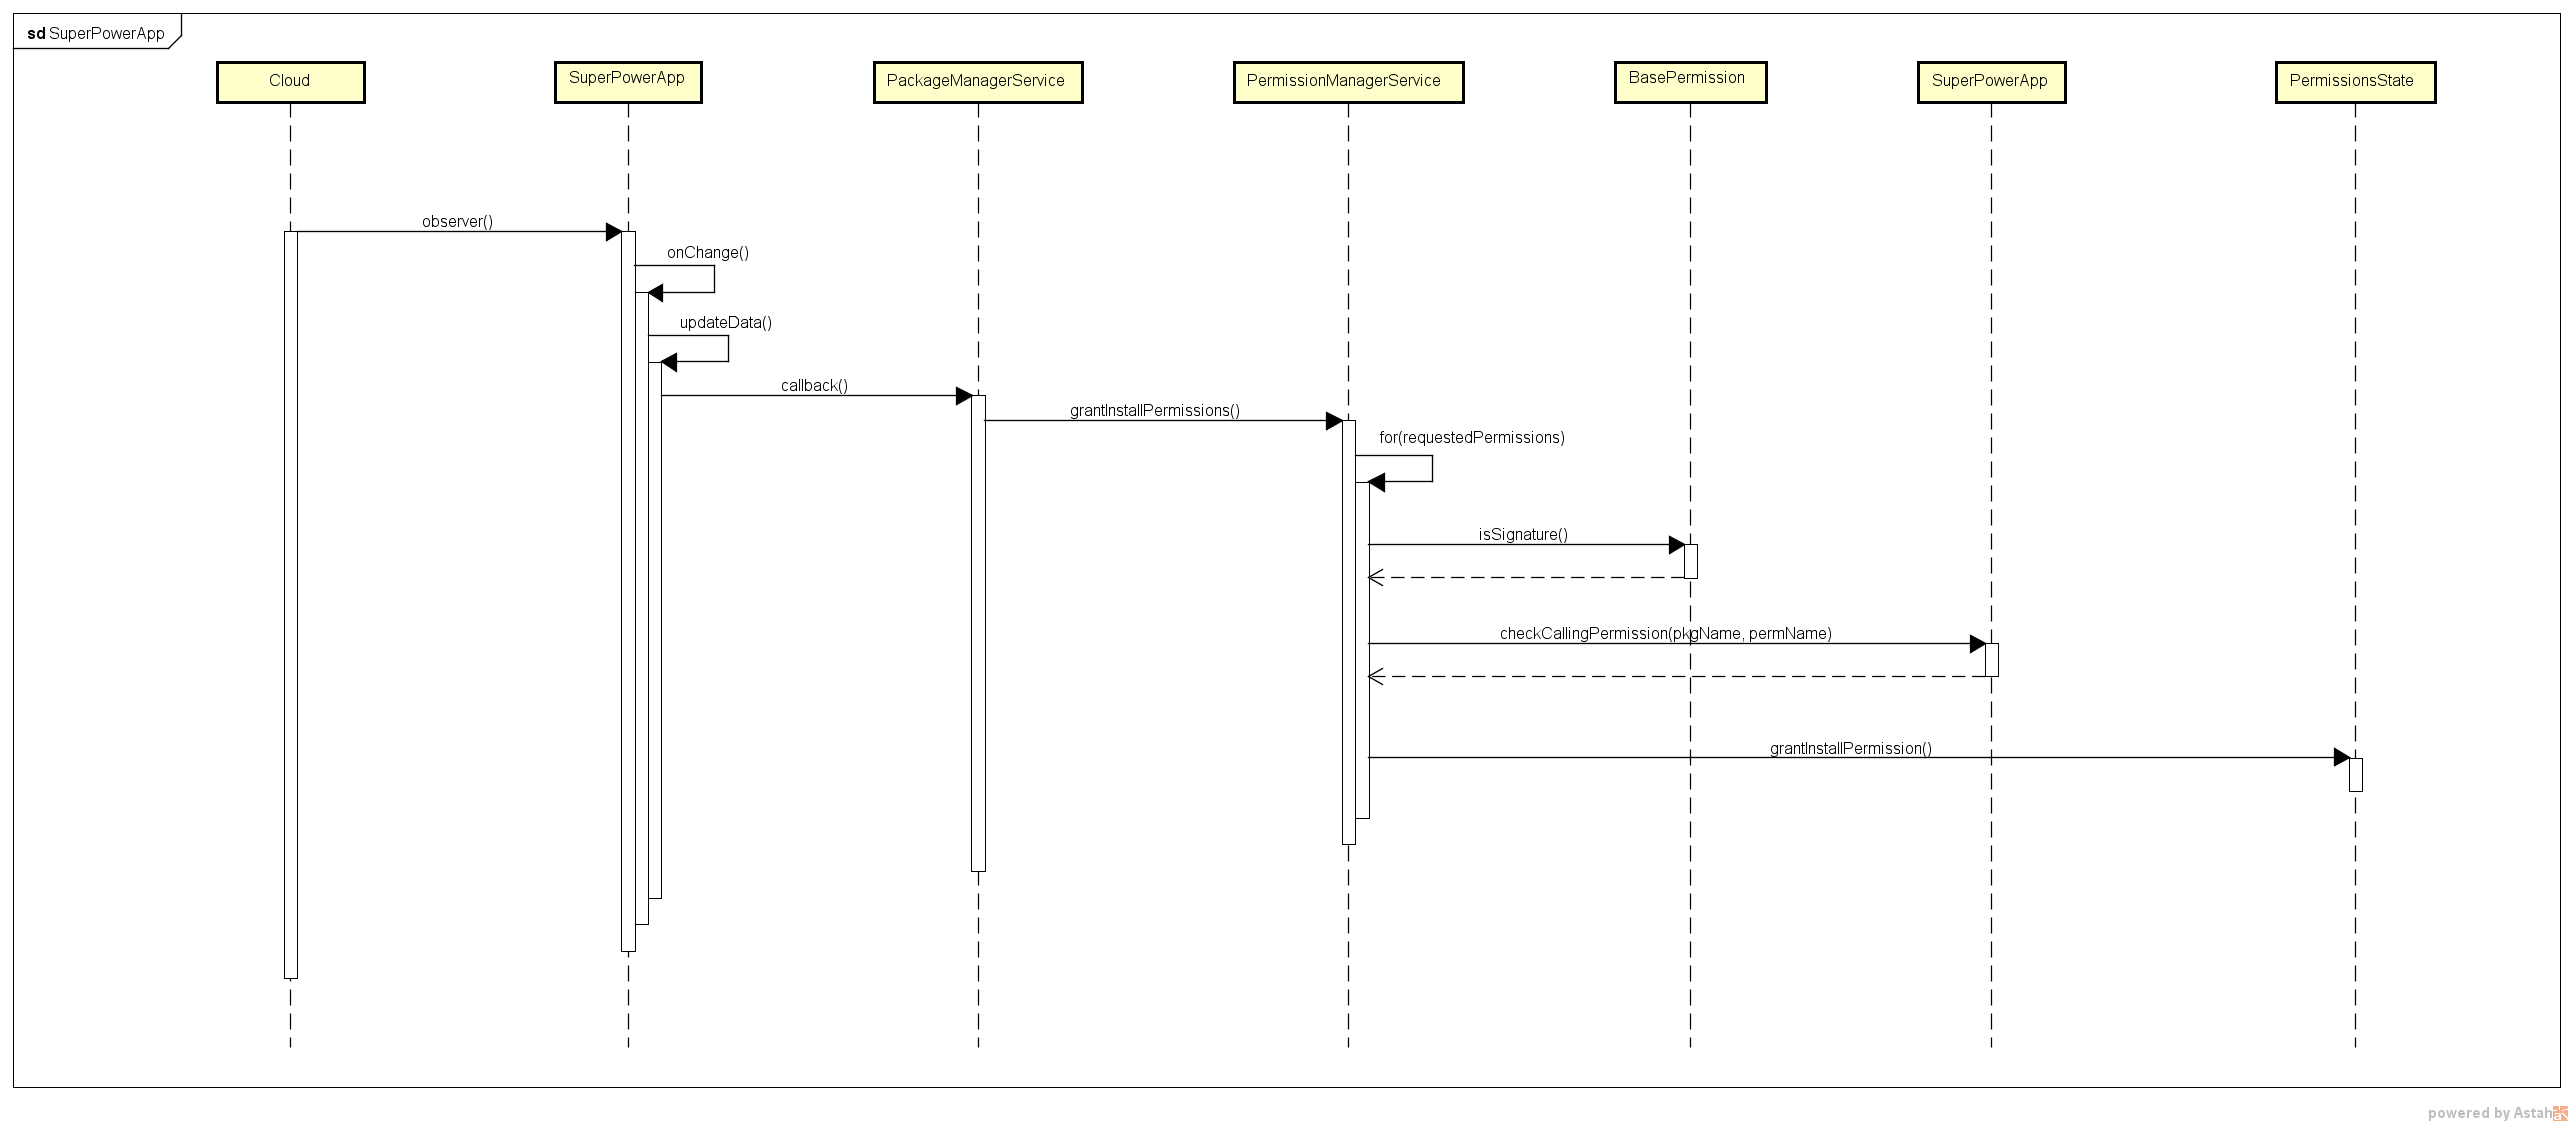 sd SuperPowerApp
Cloud
SuperPowerApp
PackageManagerService
PermissionManagerService
BasePermission
SuperPowerApp
PermissionsState
observer()
onChange()
updateData()
callback()
grantInstallPermissions()
for(requestedPermissions)
isSignature()
checkCallingPermission(pkgName, permName)
grantInstallPermission()
powered by Astah